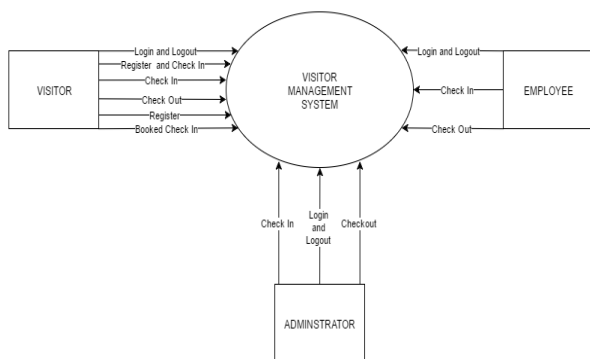 VISITOR
Login and Logout
Register and Check In
Check In
Check Out
Register
Booked Check In
VISITOR
MANAGEMENT
SYSTEM
Login and Logout
Check In
Check Out
EMPLOYEE
Check In
Login
and
Logout
Checkout
ADMINSTRATOR